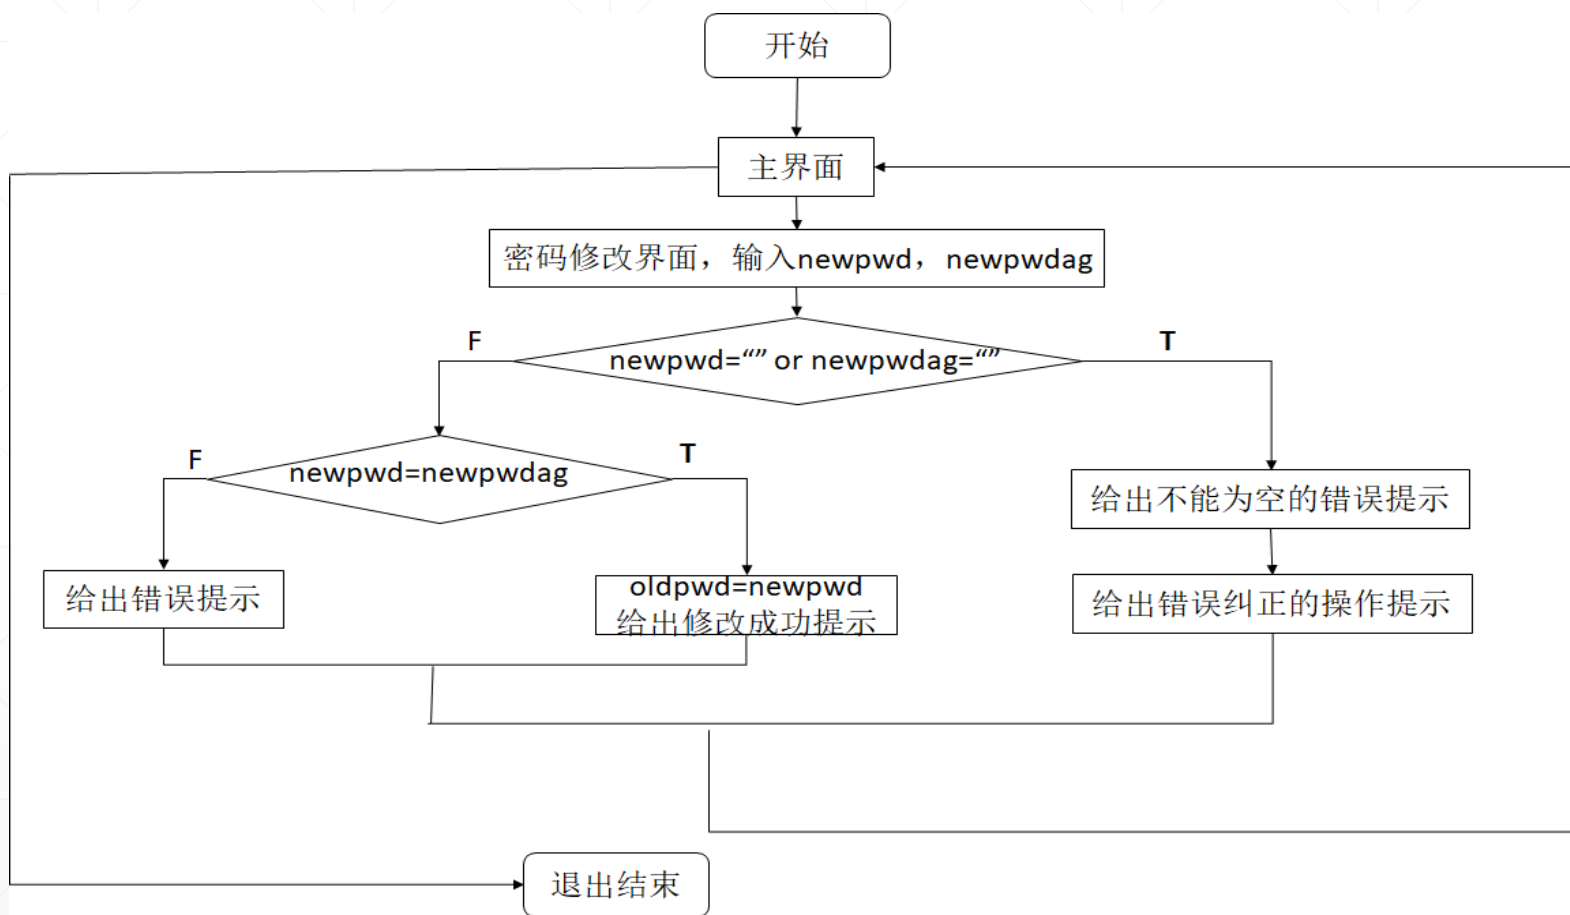 开始
主界面
密码修改界面，输入newpwd，newpwdag
F
T
newpwd=“” or newpwdag=“”
F
T
newpwd=newpwdag
给出不能为空的错误提示
给出错误提示
oldpwd=newpwd
给出修改成功提示
给出错误纠正的操作提示
退出结束